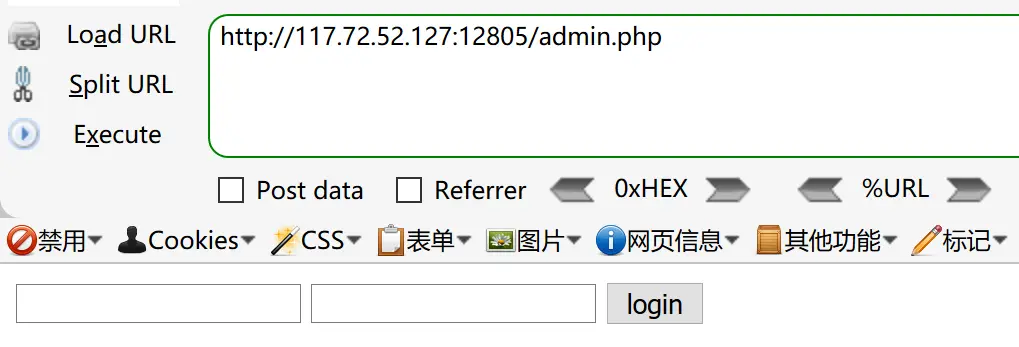 Load URL
http://117.72.52.127:12805/admin.php
Split URL
Execute
Post data Referrer 0xHEX %URL
禁用 Cookies CSS 表单 图片 网页信息 其他功能 标记
login